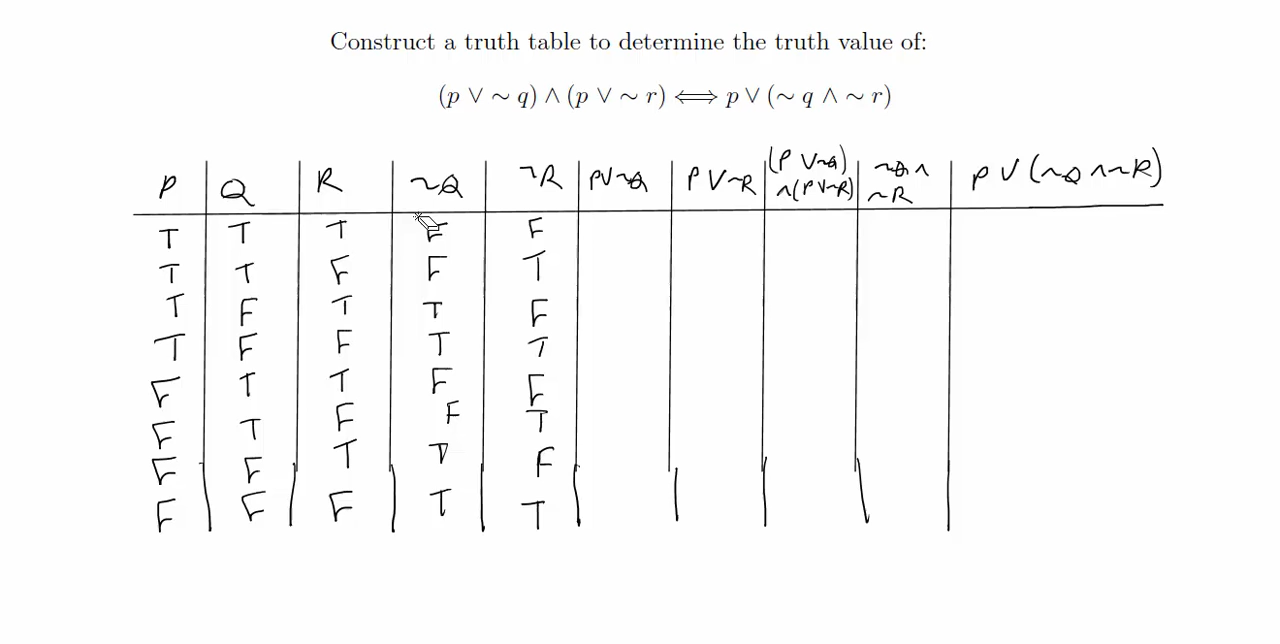 Construct a truth table to determine the truth value of:
(p ∨ ∼ q) ∧ (p ∨ ∼ r) ⟺ p ∨ (∼ q ∧ ∼ r)
P Q R ~Q ¬R P∨~Q P∨~R (P∨~Q) ∧(P∨~R) ~Q∧ ~R P∨(~Q∧~R)
T T T F F
T T F F T
T F T T F
T F F T T
F T T F F
F T F F T
F F T T F
F F F T T